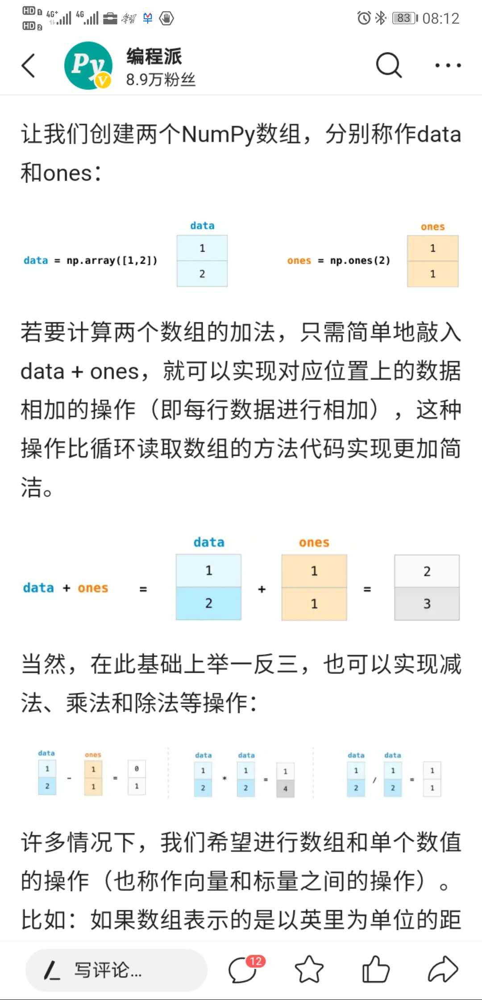 HD 1 4G+ 4G 学習 83 08:12
HD 2
Py
V
编程派
8.9万粉丝
让我们创建两个NumPy数组，分别称作data
和ones：
data
ones
data = np.array([1,2])
1
2
ones = np.ones(2)
1
1
若要计算两个数组的加法，只需简单地敲入
data + ones，就可以实现对应位置上的数据
相加的操作（即每行数据进行相加），这种
操作比循环读取数组的方法代码实现更加简
洁。
data
ones
1
1
2
data + ones = + =
2
1
3
当然，在此基础上举一反三，也可以实现减
法、乘法和除法等操作：
data ones
1 1 0
- =
2 1 1
data data
1 1 1
* =
2 2 4
data data
1 1 1
/ =
2 2 1
许多情况下，我们希望进行数组和单个数值
的操作（也称作向量和标量之间的操作）。
比如：如果数组表示的是以英里为单位的距
写评论...
12